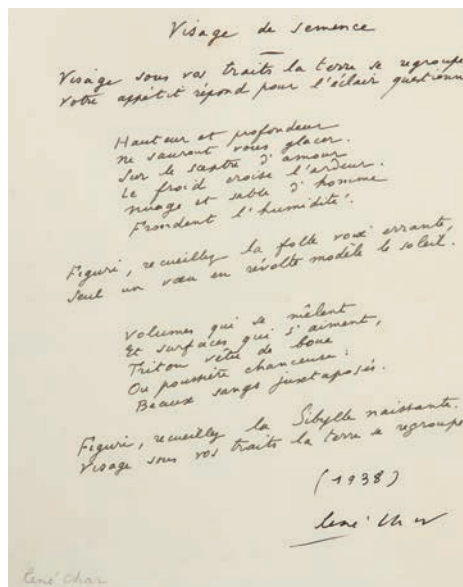 Visage de semence
Visage sous vos traits la terre se regroupe
Votre appétit répond pour l'éclair questionn
Hauteur et profondeur
Ne sauront vous glacer.
Sur le sceptre d'amour
Le froid croise l'ardeur.
Nuage et sable d'homme
Frondent l'humidité.
Figuri, recueillez la folle voix errante,
Seul un vœu en révolte modèle le soleil.
Volumes qui se mêlent
Et surfaces qui s'aiment,
Triton vêtu de boue
Ou poussière chanceuse:
Beaux sangs juxtaposés.
Figuri, recueillez la Sibylle naissante.
Visage sous vos traits la terre se regroupe
(1938)
René Char
René Char